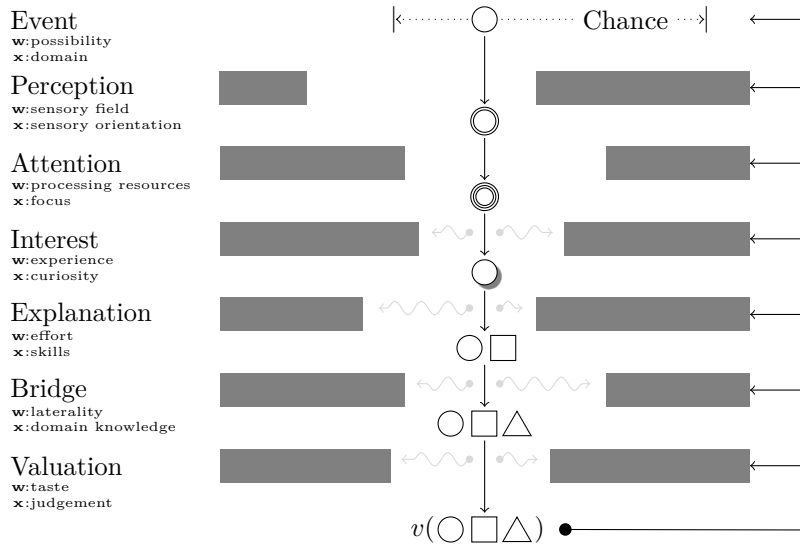 Event
w:possibility
x:domain
Chance
Perception
w:sensory field
x:sensory orientation
Attention
w:processing resources
x:focus
Interest
w:experience
x:curiosity
Explanation
w:effort
x:skills
Bridge
w:laterality
x:domain knowledge
Valuation
w:taste
x:judgement
v( )